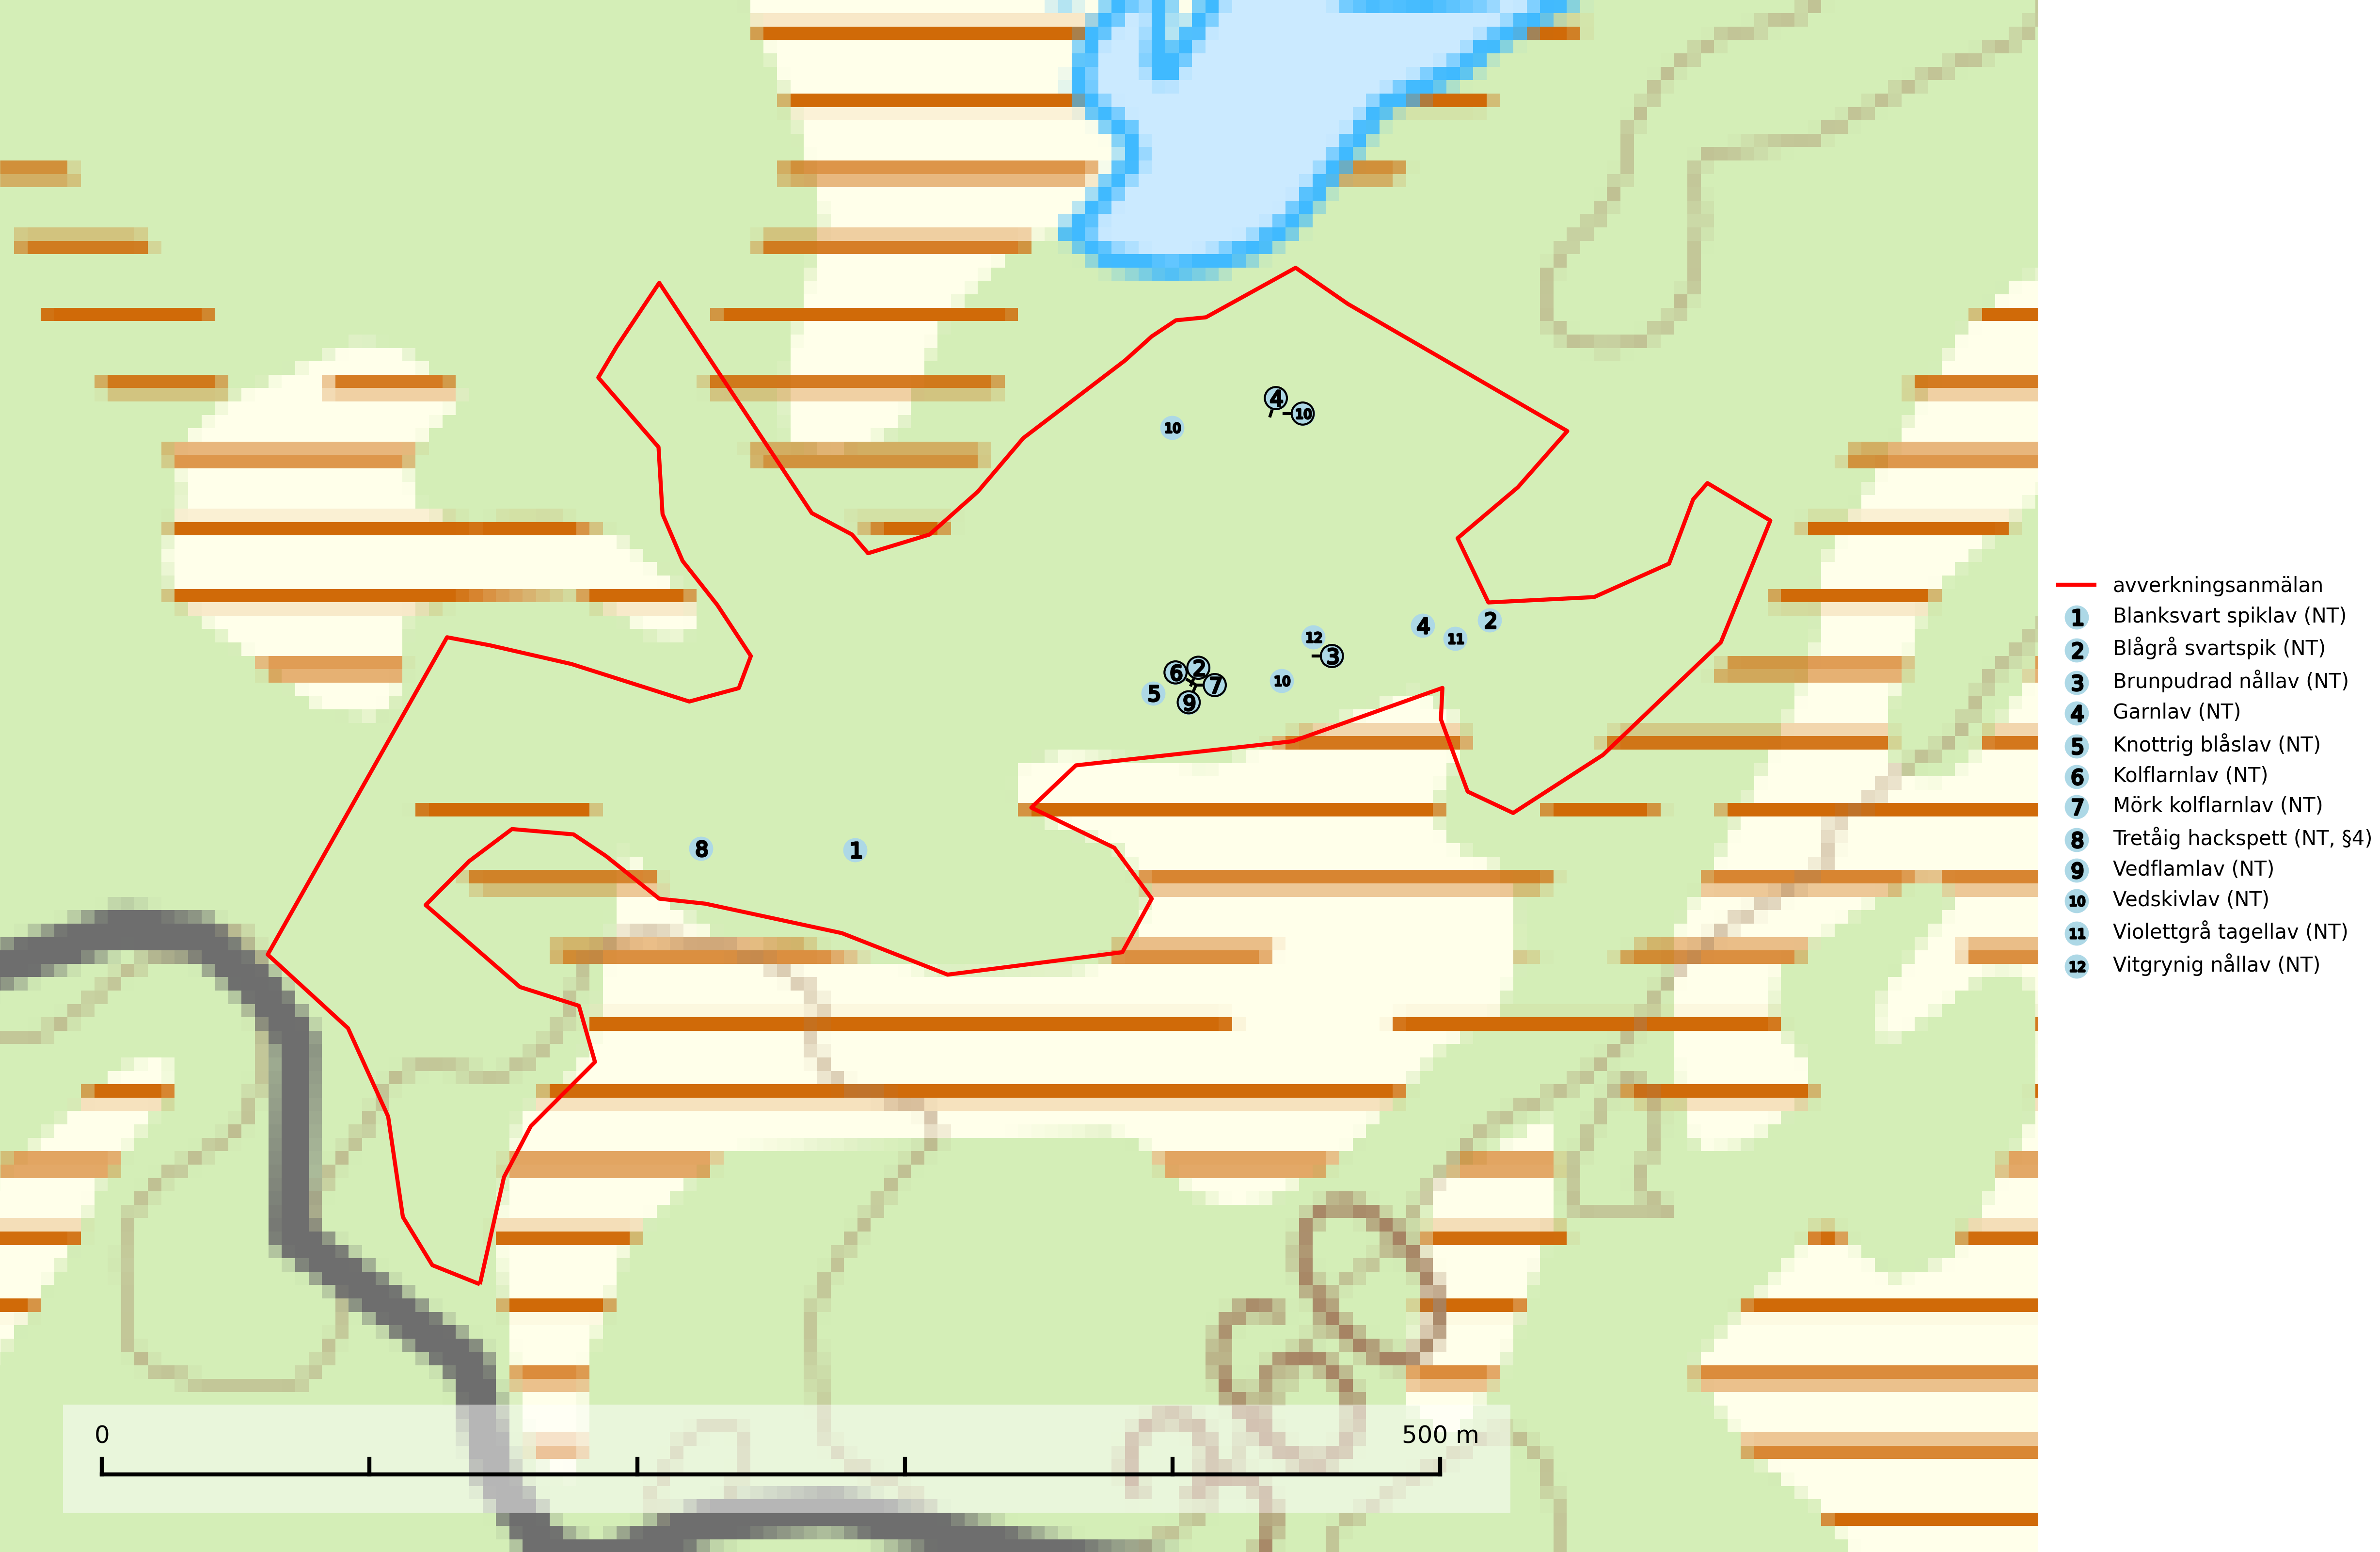 4
10
10
2
4
11
12
3
6
2
7
10
5
9
8
1
avverkningsanmälan
1 Blanksvart spiklav (NT)
2 Blågrå svartspik (NT)
3 Brunpudrad nållav (NT)
4 Garnlav (NT)
5 Knottrig blåslav (NT)
6 Kolflarnlav (NT)
7 Mörk kolflarnlav (NT)
8 Tretåig hackspett (NT, §4)
9 Vedflamlav (NT)
10 Vedskivlav (NT)
11 Violettgrå tagellav (NT)
12 Vitgrynig nållav (NT)
0 500 m